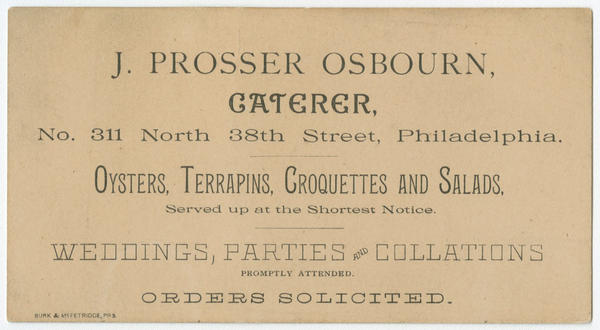 J. PROSSER OSBOURN,
CATERER,
No. 311 North 38th Street, Philadelphia.
OYSTERS, TERRAPINS, CROQUETTES AND SALADS,
Served up at the Shortest Notice.
WEDDINGS, PARTIES AND COLLATIONS
PROMPTLY ATTENDED.
ORDERS SOLICITED.
BURK & McFETRIDGE, PRS.